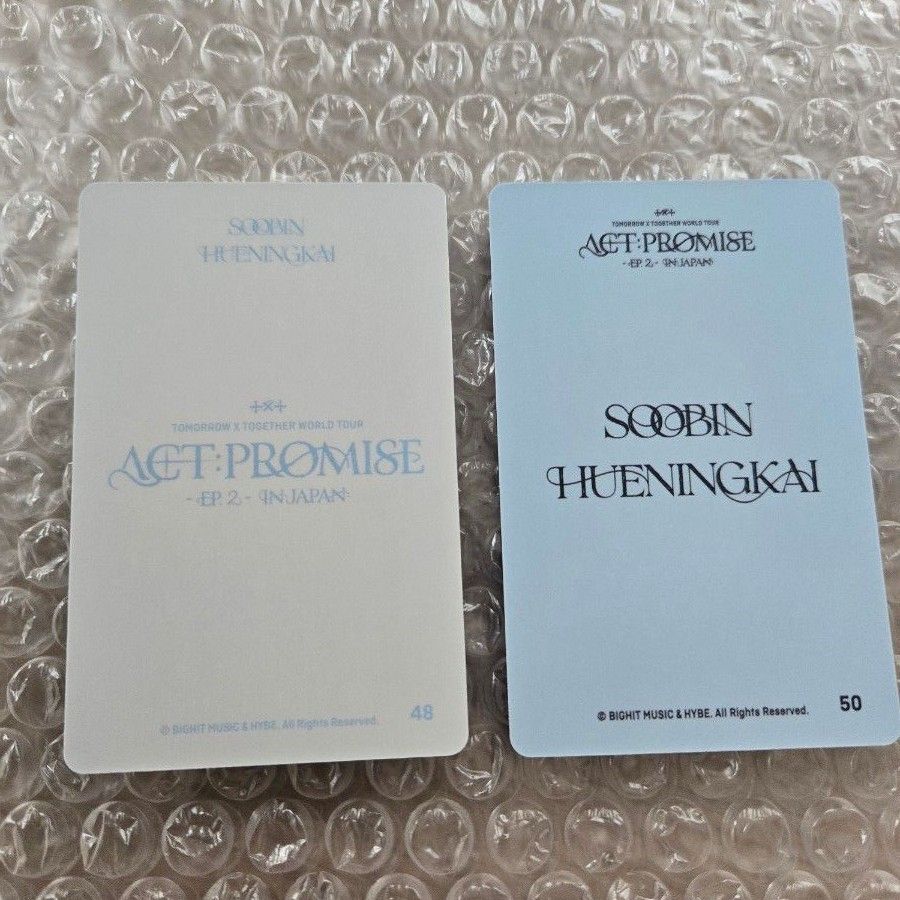 SOOBIN
HUENINGKAI
TOMORROW X TOGETHER WORLD TOUR
ACT:PROMISE
- EP. 2 - IN JAPAN
© BIGHIT MUSIC & HYBE. All Rights Reserved.
48
TOMORROW X TOGETHER WORLD TOUR
ACT:PROMISE
- EP. 2 - IN JAPAN
SOOBIN
HUENINGKAI
© BIGHIT MUSIC & HYBE. All Rights Reserved.
50